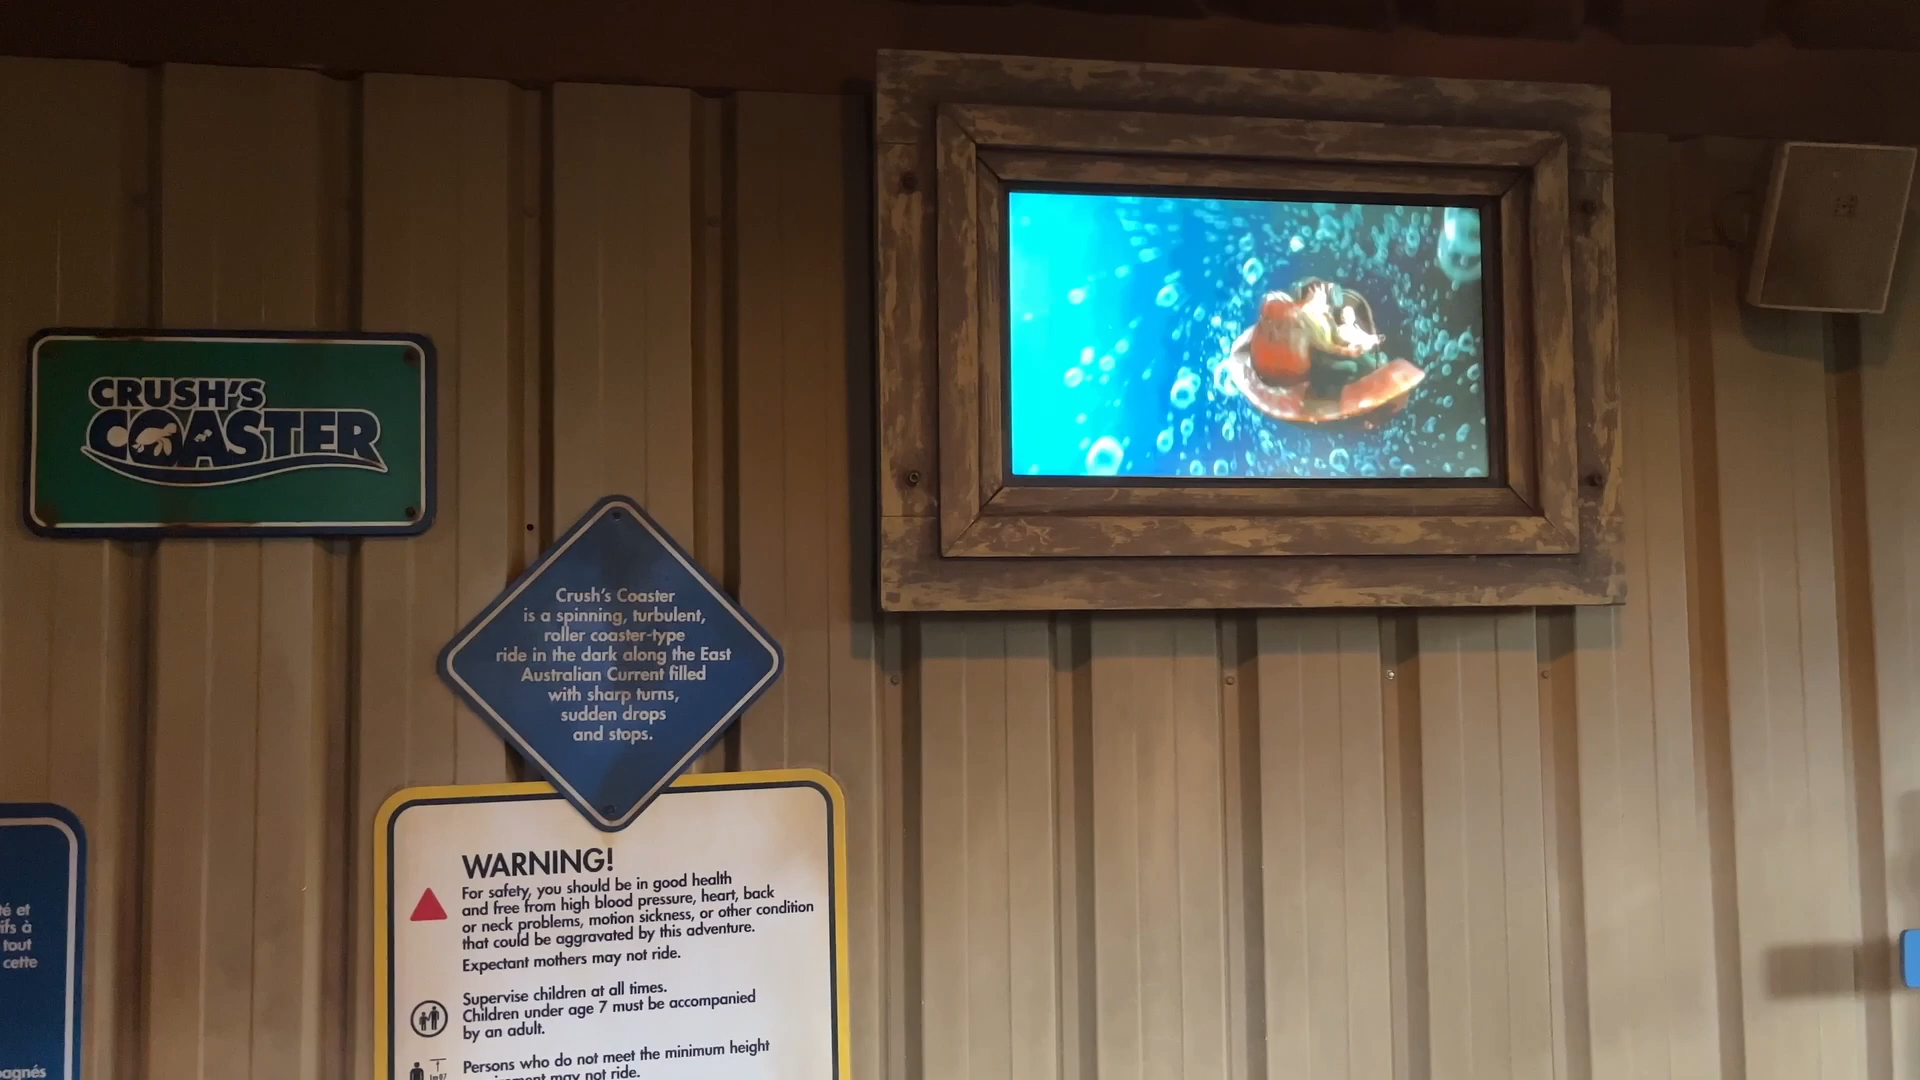 CRUSH'S
COASTER
Crush's Coaster
is a spinning, turbulent,
roller coaster-type
ride in the dark along the East
Australian Current filled
with sharp turns,
sudden drops
and stops.
WARNING!
For safety, you should be in good health
and free from high blood pressure, heart, back
or neck problems, motion sickness, or other condition
that could be aggravated by this adventure.
Expectant mothers may not ride.
Supervise children at all times.
Children under age 7 must be accompanied
by an adult.
Persons who do not meet the minimum height
may not ride.
1m07
et
à
tout
cette